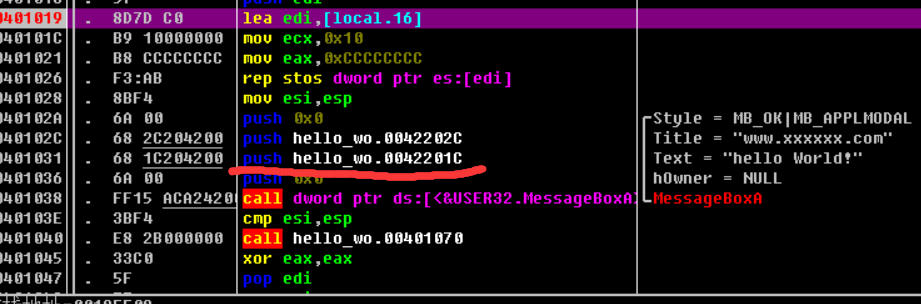 push edi
0401019 . 8D7D C0 lea edi,[local.16]
040101C . B9 10000000 mov ecx,0x10
0401021 . B8 CCCCCCCC mov eax,0xCCCCCCCC
0401026 . F3:AB rep stos dword ptr es:[edi]
0401028 . 8BF4 mov esi,esp
040102A . 6A 00 push 0x0 ┌Style = MB_OK|MB_APPLMODAL
040102C . 68 2C204200 push hello_wo.0042202C Title = "www.xxxxxx.com"
0401031 . 68 1C204200 push hello_wo.0042201C Text = "hello World!"
0401036 . 6A 00 push 0x0 hOwner = NULL
0401038 . FF15 ACA24200 call dword ptr ds:[<&USER32.MessageBoxA> └MessageBoxA
040103E . 3BF4 cmp esi,esp
0401040 . E8 2B000000 call hello_wo.00401070
0401045 . 33C0 xor eax,eax
0401047 . 5F pop edi